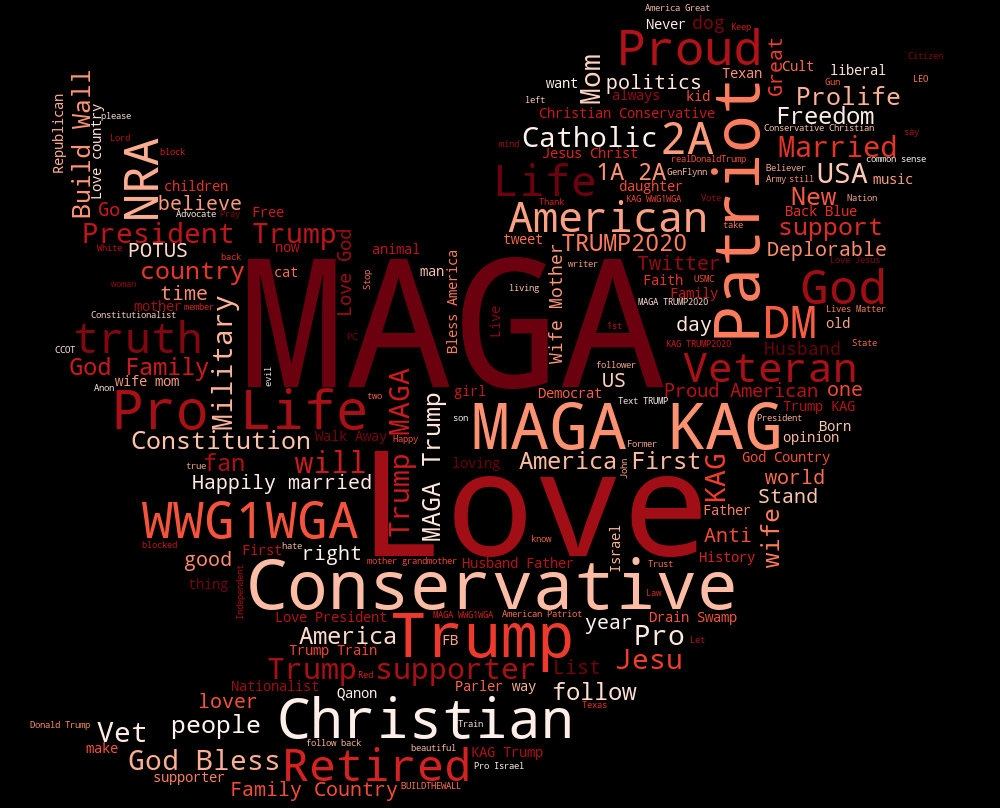 America Great
Never dog Keep
Proud
Citizen
Mom want politics Texan Great Cult liberal LEO
Gun
left always kid Prolife
Republican Build Wall Love country please
Christian Conservative Patriot Freedom
Lord NRA block
mind Catholic 2A Conservative Christian say
Jesus Christ realDonaldTrump Married common sense
Life 1A 2A GenFlynn Believer USA music
children daughter Army still
believe Thank KAG WWG1WGA Vote New Nation
Go Advocate Pray Free American take Back Blue
President Trump now tweet TRUMP2020 support
White POTUS back Love God animal Deplorable
country cat Stop man Bless America living Wife Mother writer Twitter Love Jesus
woman time MAGA Faith USMC God
mother member Family MAGA TRUMP2020
Constitutionalist Military Live 1st day DM Lives Matter old
truth PC KAG TRUMP2020 Husband State
CCOT God Family follower Veteran
Anon wife mom evil US Proud American one
Pro Life two Trump MAGA girl Democrat Text TRUMP Trump KAG
MAGA Trump son MAGA KAG President Born
Constitution Walk Away Happy Former opinion
true fan will loving America John First KAG God Country
Happily married Love world
Stand
WWG1WGA Father wife
blocked First hate right know Israel Anti
good mother grandmother Husband Father Trust History
thing Independent Conservative Law
Love President MAGA WWG1WGA American Patriot year Drain Swamp
America Trump FB Pro Let
Trump Train Jesu
Trump Red supporter List
Nationalist Qanon Parler way follow
lover Texas
Donald Trump Vet people Christian Train
make follow back beautiful
God Bless Retired KAG Trump
supporter Pro Israel
Family Country BUILDTHEWALL